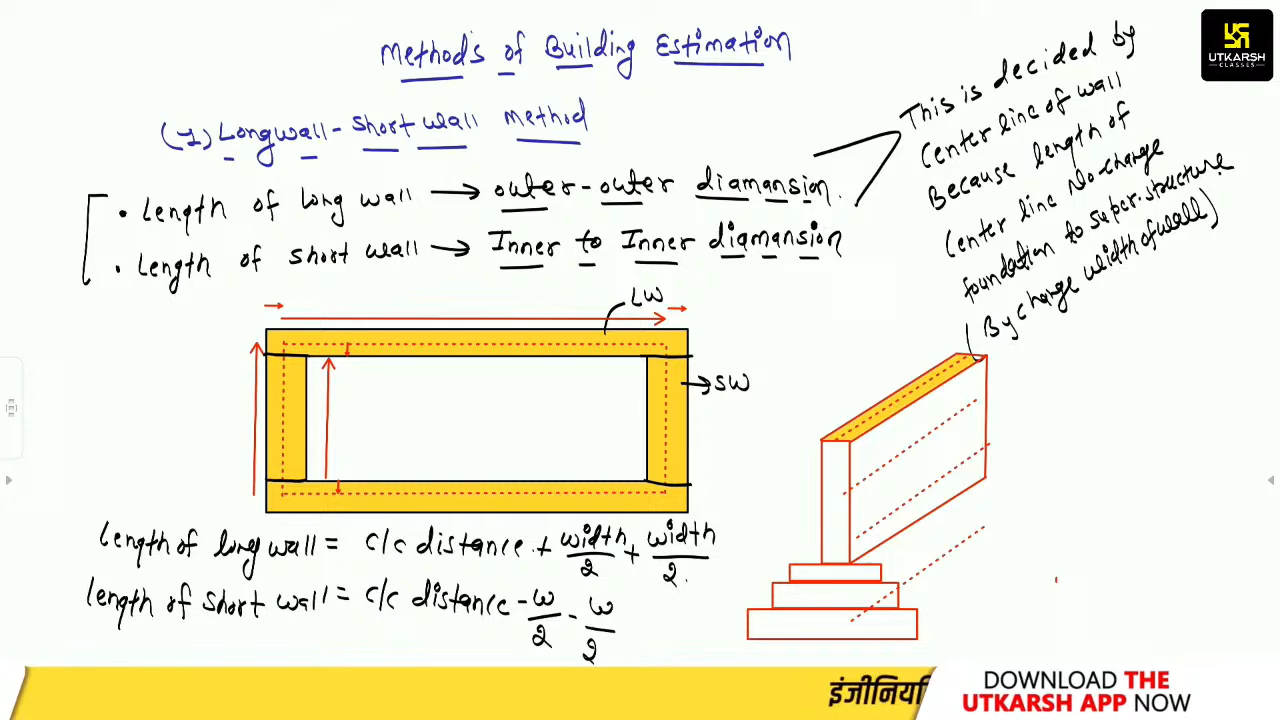 Methods of Building Estimation
(1) Longwall - Short wall Method
• Length of long wall → outer - outer diamansion.
• Length of short wall → Inner to Inner diamansion
This is decided by
Center line of wall
Because length of
Center line No change
foundation to super-structure
(By change width of wall)
LW
SW
Length of long wall = c/c distance + width/2 + width/2.
Length of short wall = c/c distance - w/2 - w/2
UTKARSH
CLASSES
इंजीनियरि
DOWNLOAD THE
UTKARSH APP NOW